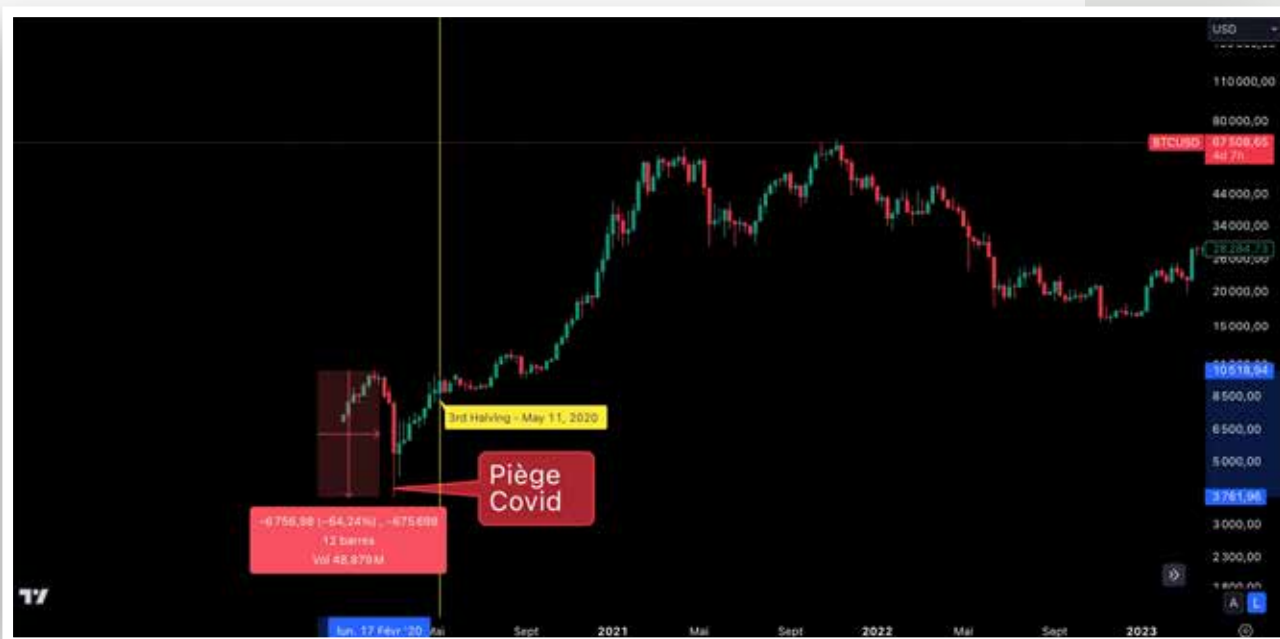 USD
110 000,00
80 000,00
BTCUSD
67 508,65
4d 7h
44 000,00
34 000,00
28 284,73
26 000,00
20 000,00
15 000,00
10 518,94
8 500,00
3rd Halving - May 11, 2020
6 500,00
5 000,00
Piège
Covid
3 761,96
-6 756,98 (-64,24%) , -675 698
12 barres
Vol 48,879M
3 000,00
2 300,00
A L
lun. 17 Févr. '20 Mai Sept 2021 Mai Sept 2022 Mai Sept 2023